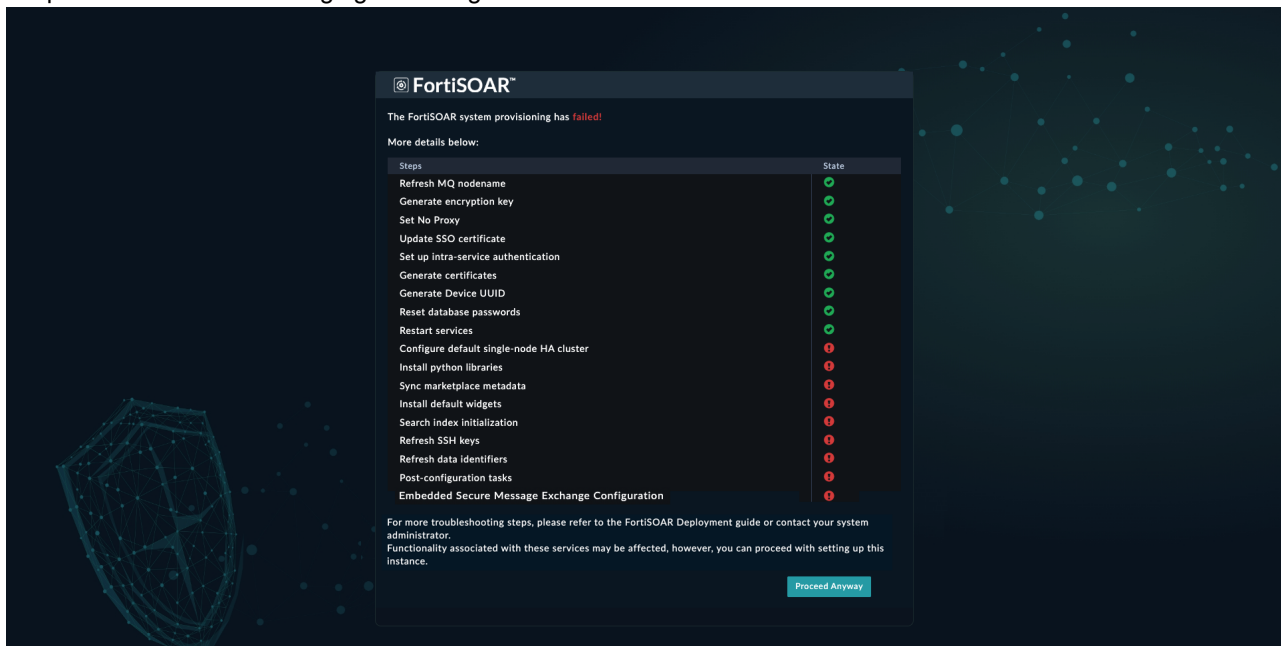 FortiSOAR™
The FortiSOAR system provisioning has failed!
More details below:
Steps State
Refresh MQ nodename
Generate encryption key
Set No Proxy
Update SSO certificate
Set up intra-service authentication
Generate certificates
Generate Device UUID
Reset database passwords
Restart services
Configure default single-node HA cluster
Install python libraries
Sync marketplace metadata
Install default widgets
Search index initialization
Refresh SSH keys
Refresh data identifiers
Post-configuration tasks
Embedded Secure Message Exchange Configuration
For more troubleshooting steps, please refer to the FortiSOAR Deployment guide or contact your system
administrator.
Functionality associated with these services may be affected, however, you can proceed with setting up this
instance.
Proceed Anyway